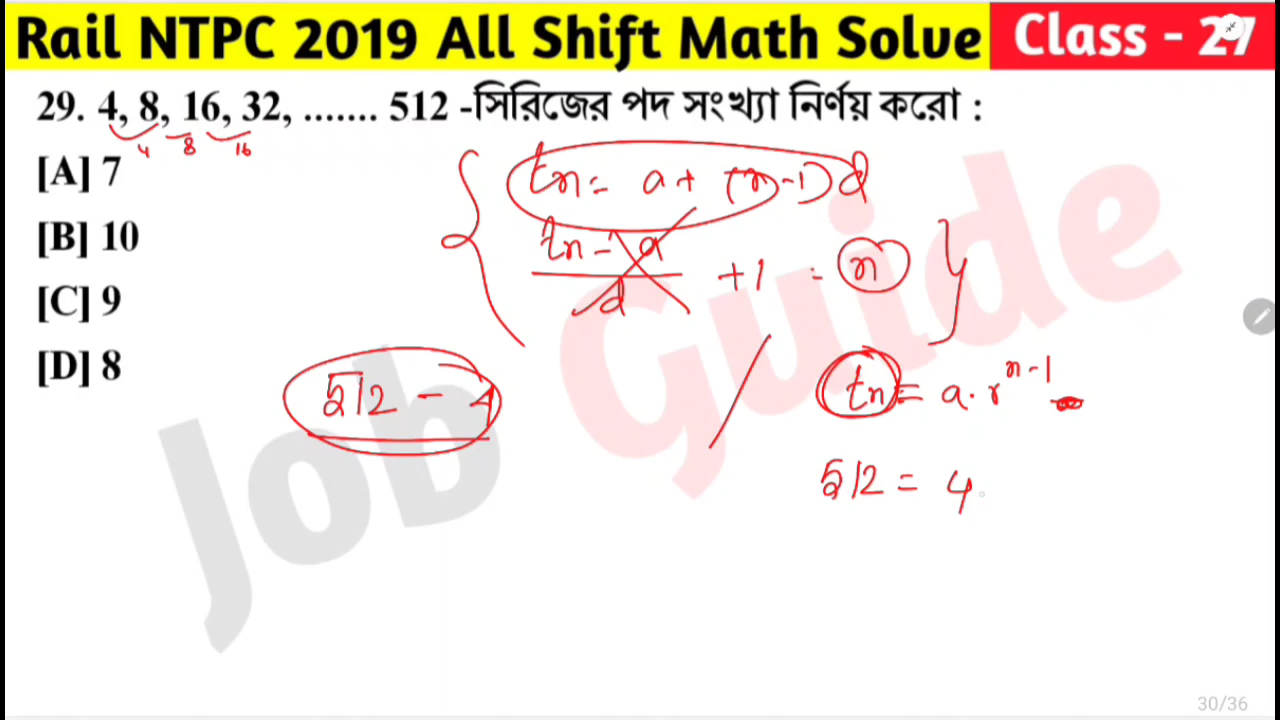 Rail NTPC 2019 All Shift Math Solve Class - 27
29. 4, 8, 16, 32, ....... 512 -সিরিজের পদ সংখ্যা নির্ণয় করো :
4 8 16
[A] 7
[B] 10
[C] 9
[D] 8
tn = a + (n-1) d
tn - a
d
+1 = n
512 - 4
tn = a . r^n-1
512 = 4
Job Guide
30/36